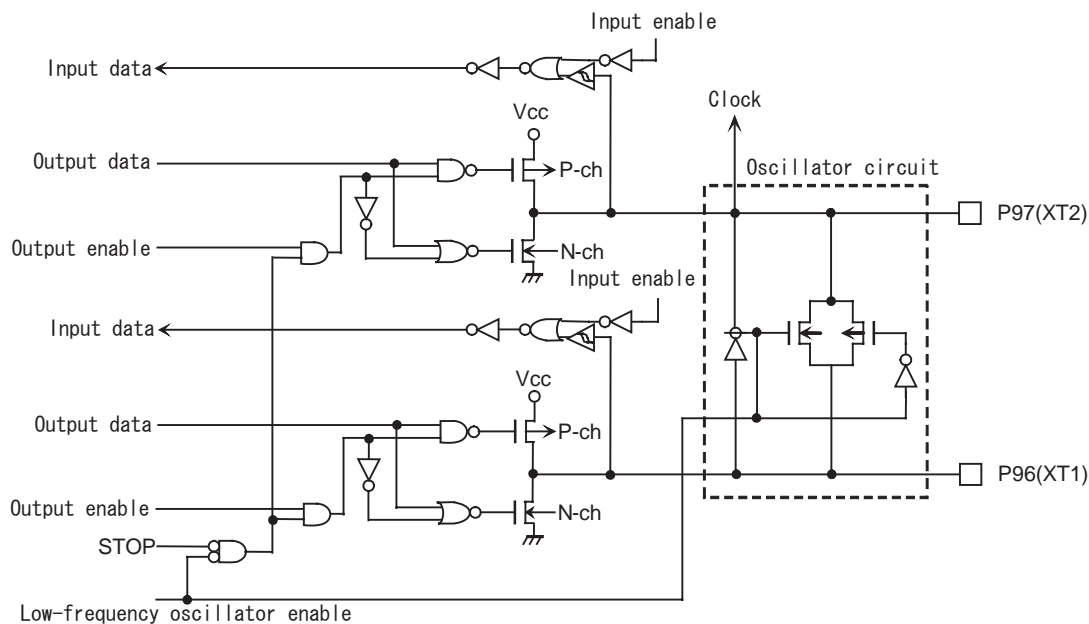 Input enable
Input data
Clock
Vcc
Output data
P-ch
Oscillator circuit
P97(XT2)
Output enable
N-ch
Input enable
Input data
Vcc
Output data
P-ch
P96(XT1)
Output enable
N-ch
STOP
Low-frequency oscillator enable